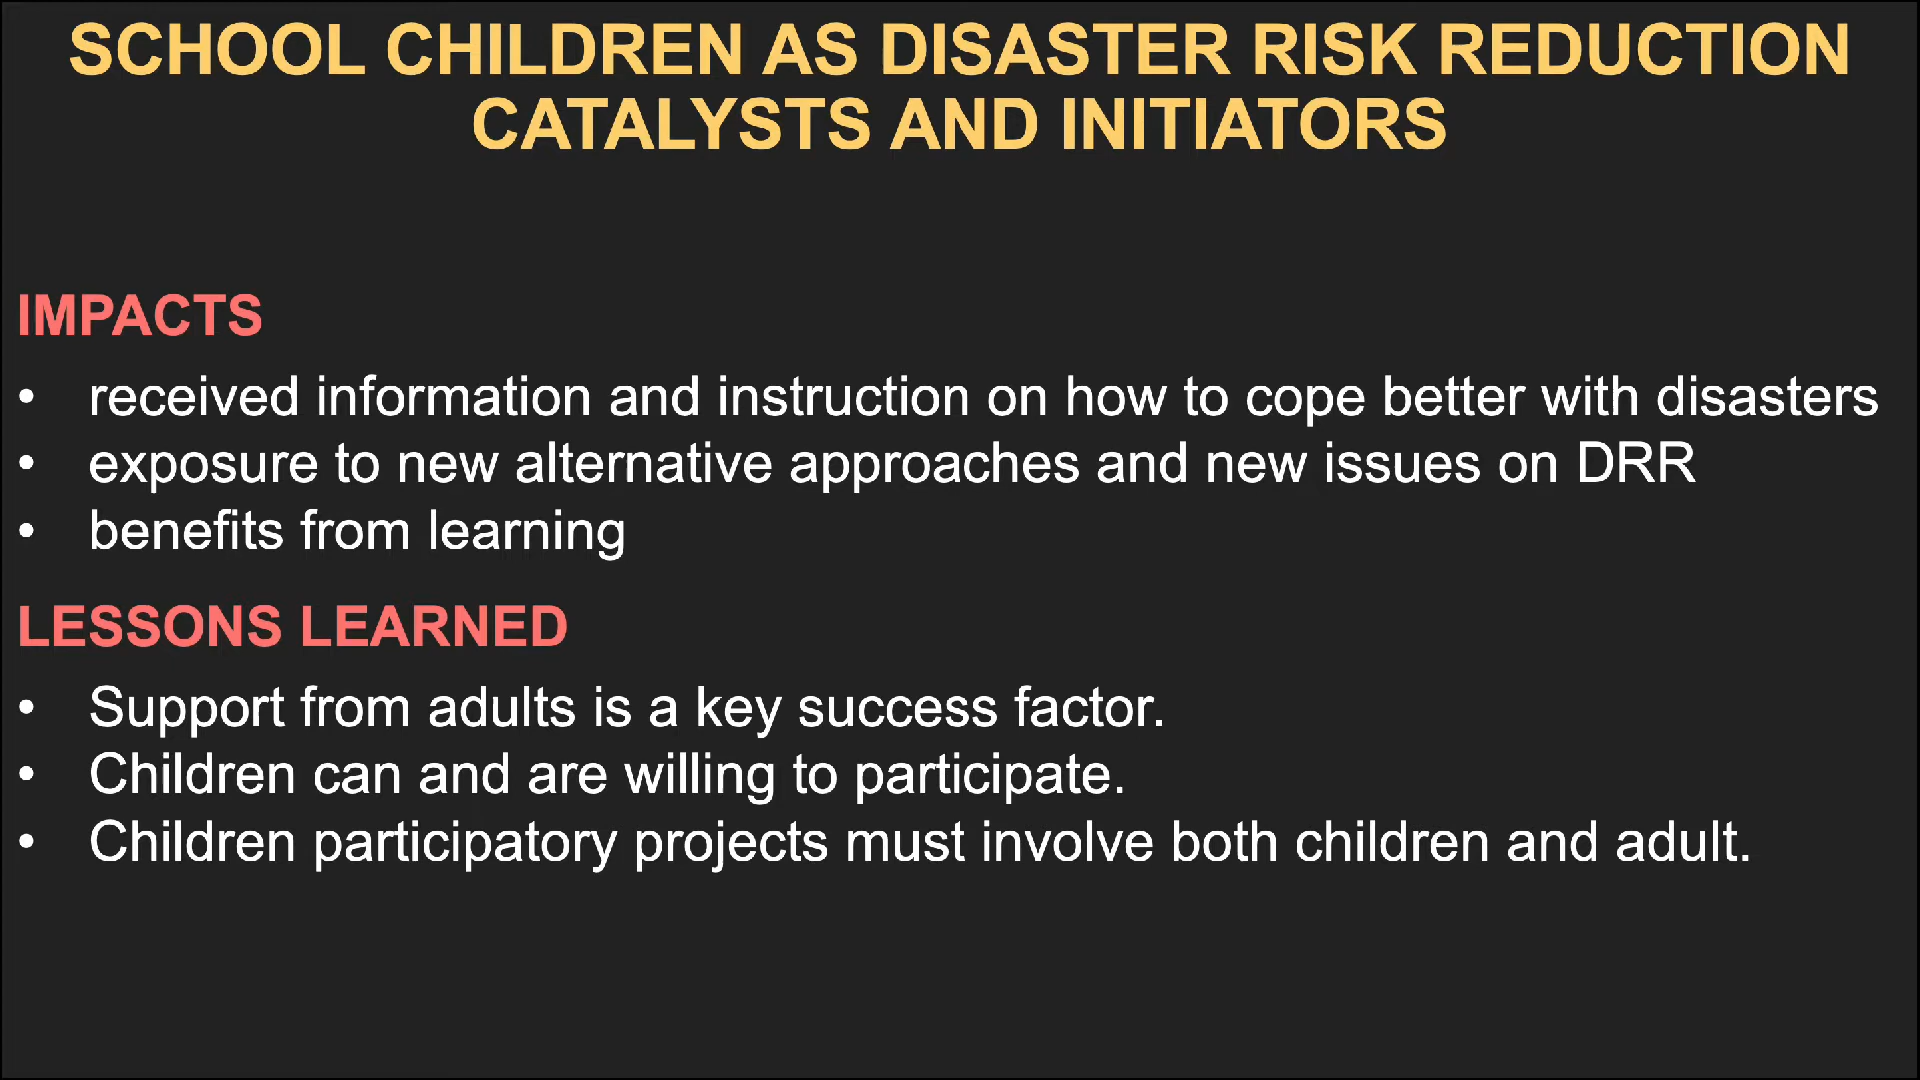 SCHOOL CHILDREN AS DISASTER RISK REDUCTION
CATALYSTS AND INITIATORS
IMPACTS
• received information and instruction on how to cope better with disasters
• exposure to new alternative approaches and new issues on DRR
• benefits from learning
LESSONS LEARNED
• Support from adults is a key success factor.
• Children can and are willing to participate.
• Children participatory projects must involve both children and adult.